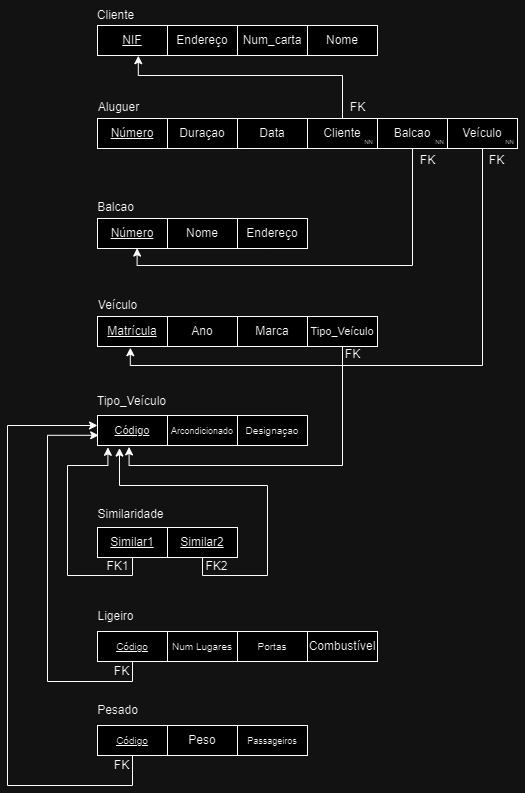 Cliente
NIF Endereço Num_carta Nome
FK
Aluguer
Número Duraçao Data Cliente NN Balcao NN Veículo NN
FK FK
Balcao
Número Nome Endereço
Veículo
Matrícula Ano Marca Tipo_Veículo
FK
Tipo_Veículo
Código Arcondicionado Designaçao
Similaridade
Similar1 Similar2
FK1 FK2
Ligeiro
Código Num Lugares Portas Combustível
FK
Pesado
Código Peso Passageiros
FK